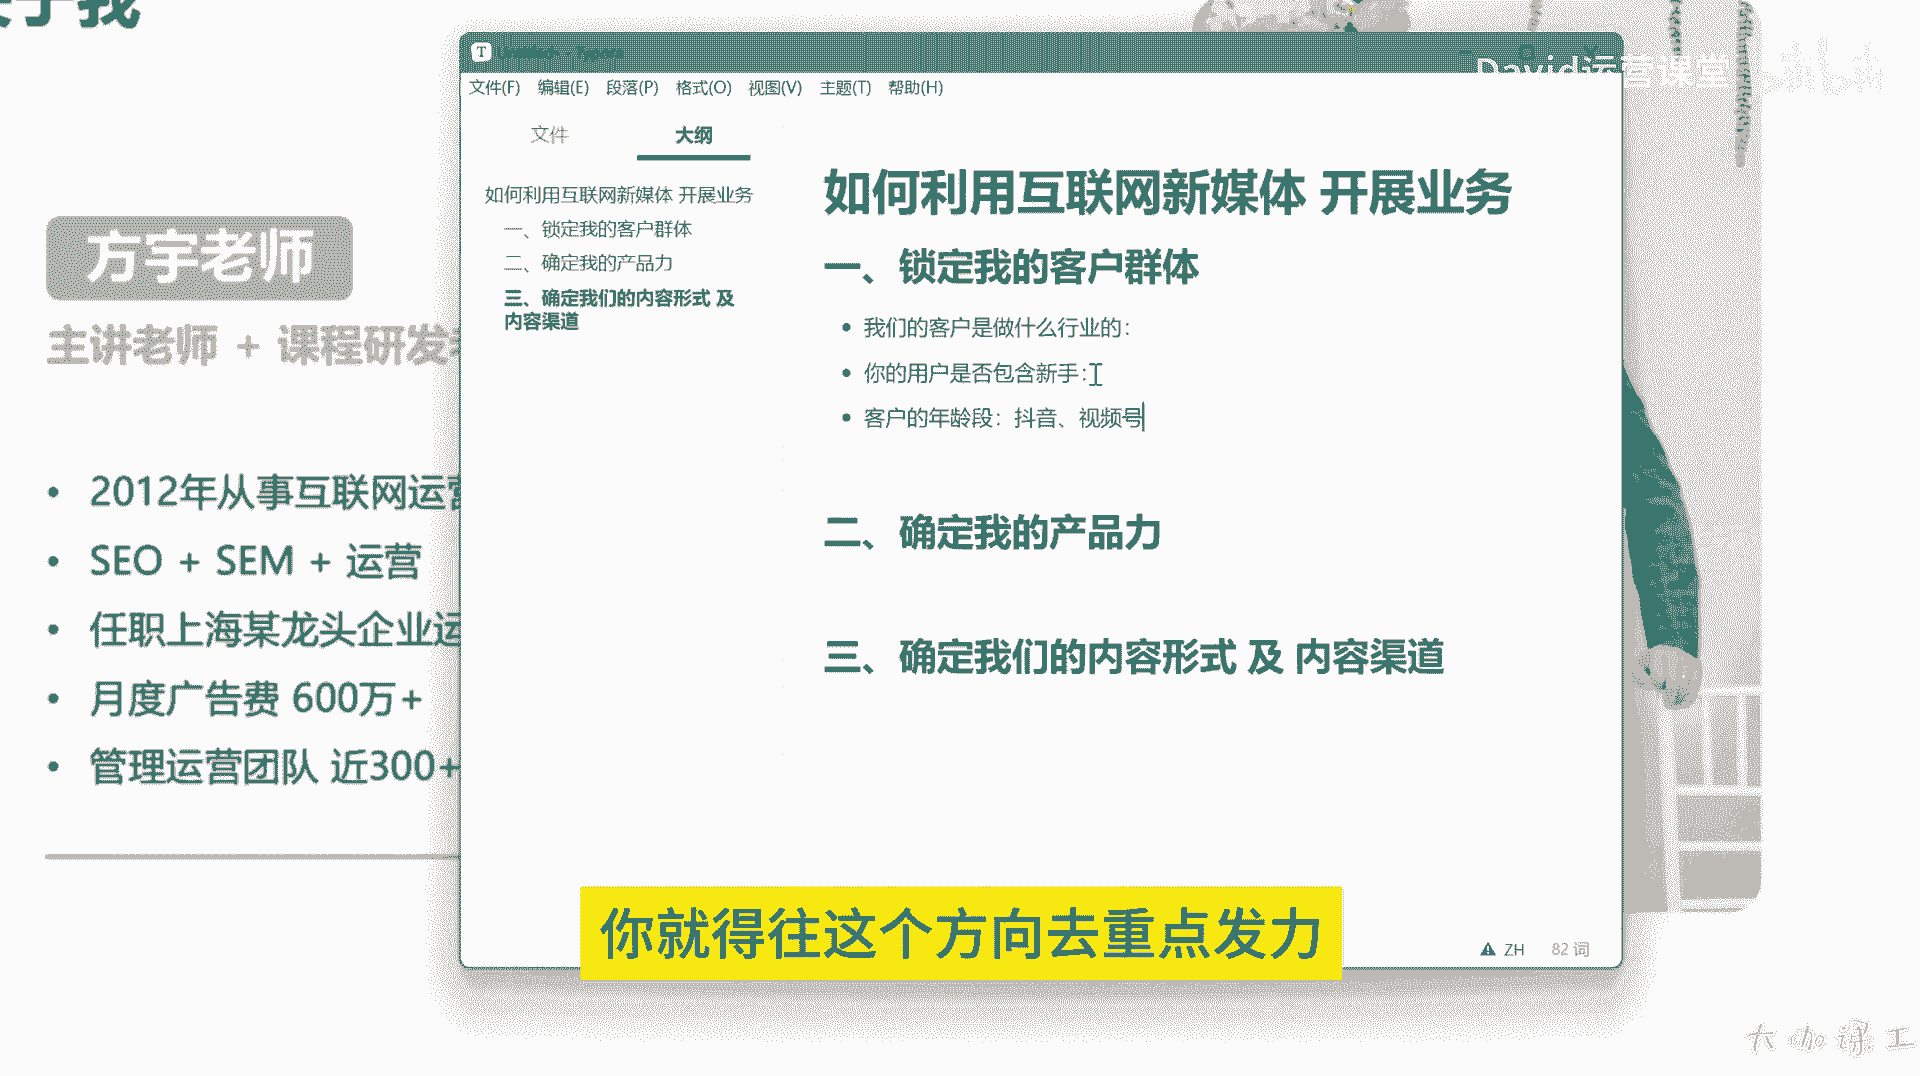 关于我
方宇老师
主讲老师 + 课程研发
2012年从事互联网运营
SEO + SEM + 运营
任职上海某龙头企业运
月度广告费 600万+
管理运营团队 近300+
David运营课堂
文件(F) 编辑(E) 段落(P) 格式(O) 视图(V) 主题(T) 帮助(H)
文件 大纲
如何利用互联网新媒体 开展业务
一、锁定我的客户群体
二、确定我的产品力
三、确定我们的内容形式 及
内容渠道
如何利用互联网新媒体 开展业务
一、锁定我的客户群体
我们的客户是做什么行业的：
你的用户是否包含新手：
客户的年龄段：抖音、视频号
二、确定我的产品力
三、确定我们的内容形式 及 内容渠道
ZH 82 词
你就得往这个方向去重点发力